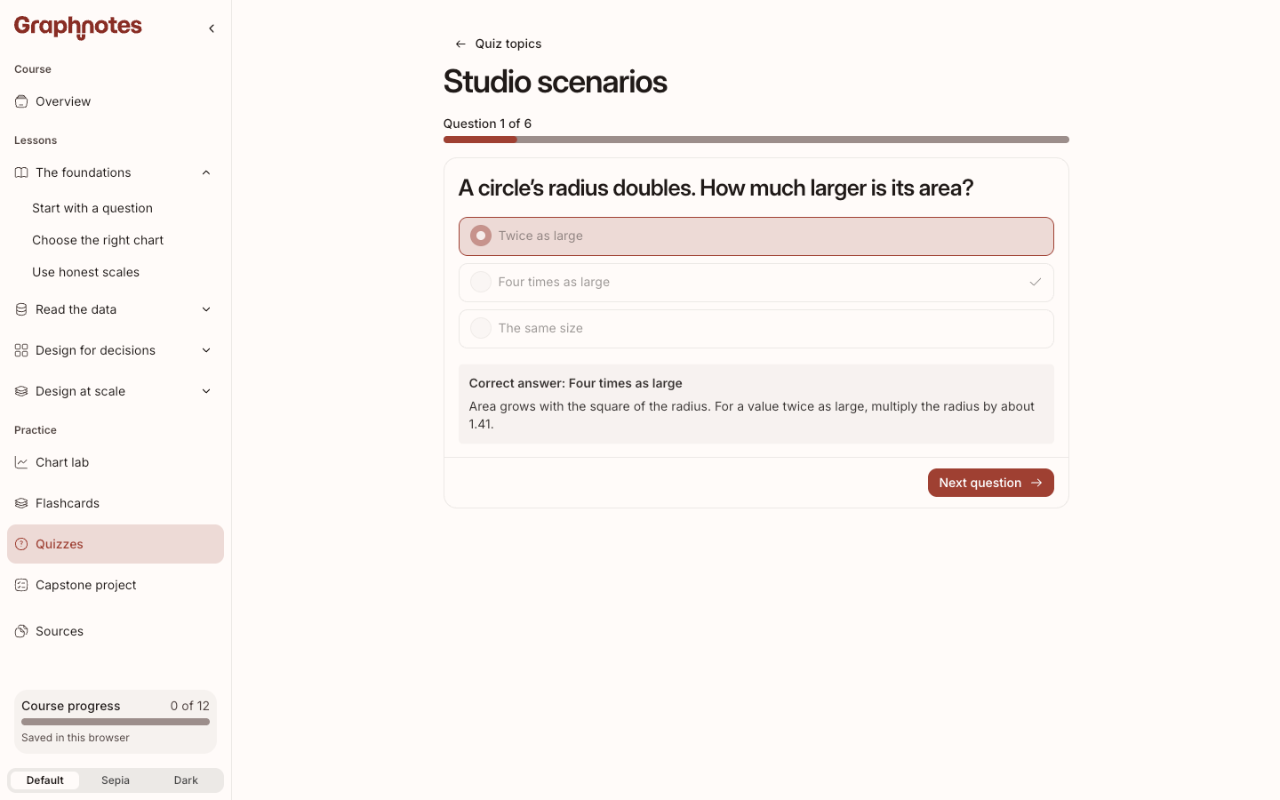 Graphnotes
Course
Overview
Lessons
The foundations
Start with a question
Choose the right chart
Use honest scales
Read the data
Design for decisions
Design at scale
Practice
Chart lab
Flashcards
Quizzes
Capstone project
Sources
Course progress 0 of 12
Saved in this browser
Default Sepia Dark
Quiz topics
Studio scenarios
Question 1 of 6
A circle’s radius doubles. How much larger is its area?
Twice as large
Four times as large
The same size
Correct answer: Four times as large
Area grows with the square of the radius. For a value twice as large, multiply the radius by about
1.41.
Next question